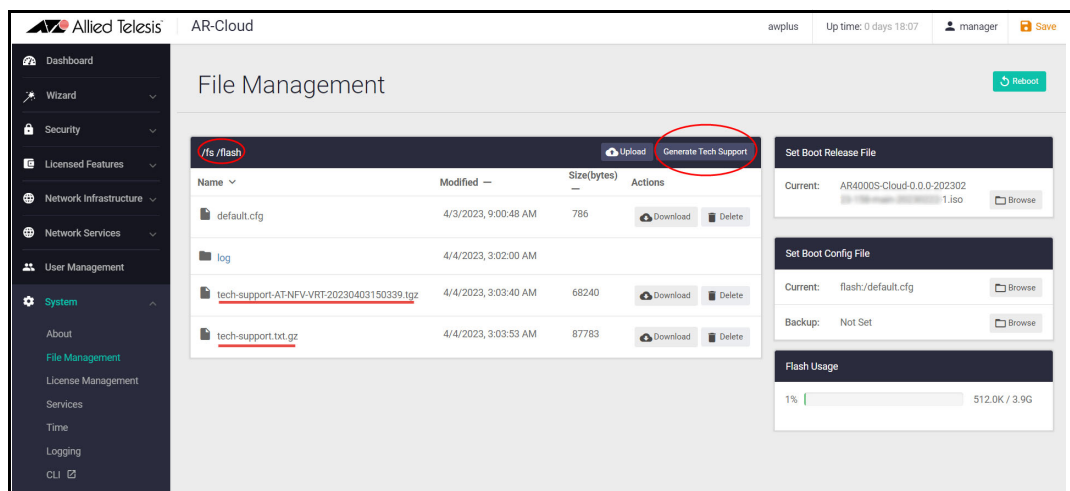 Allied Telesis
AR-Cloud
awplus
Up time: 0 days 18:07
manager
Save
Dashboard
Wizard
Security
Licensed Features
Network Infrastructure
Network Services
User Management
System
About
File Management
License Management
Services
Time
Logging
CLI
File Management
Reboot
/fs /flash
Upload
Generate Tech Support
Name
Modified
Size(bytes)
Actions
default.cfg 4/3/2023, 9:00:48 AM 786 Download Delete
log 4/4/2023, 3:02:00 AM
tech-support-AT-NFV-VRT-20230403150339.tgz 4/4/2023, 3:03:40 AM 68240 Download Delete
tech-support.txt.gz 4/4/2023, 3:03:53 AM 87783 Download Delete
Set Boot Release File
Current: AR4000S-Cloud-0.0.0-202302
1.iso
Browse
Set Boot Config File
Current: flash:/default.cfg Browse
Backup: Not Set Browse
Flash Usage
1% 512.0K / 3.9G